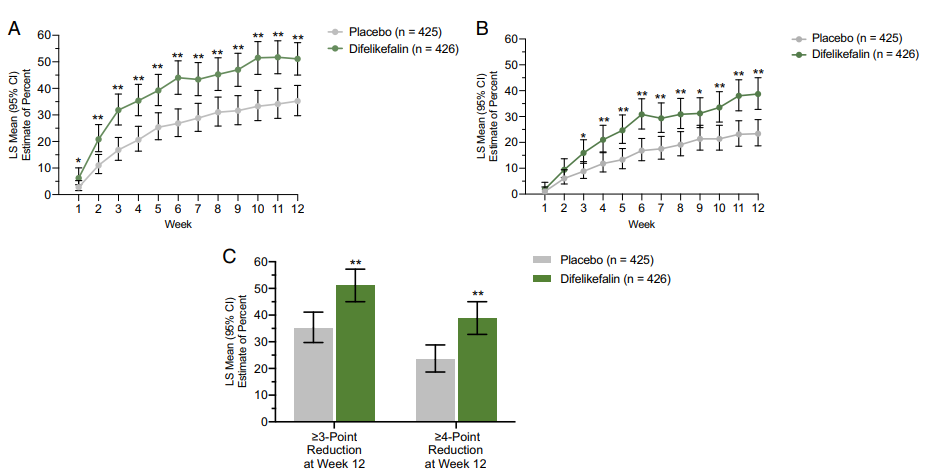 A
LS Mean (95% CI)
Estimate of Percent
60
50
40
30
20
10
0
* ** ** ** ** ** ** ** ** ** ** **
1 2 3 4 5 6 7 8 9 10 11 12
Week
Placebo (n = 425)
Difelikefalin (n = 426)
B
LS Mean (95% CI)
Estimate of Percent
60
50
40
30
20
10
0
* ** ** ** ** ** * ** ** **
1 2 3 4 5 6 7 8 9 10 11 12
Week
Placebo (n = 425)
Difelikefalin (n = 426)
C
LS Mean (95% CI)
Estimate of Percent
60
50
40
30
20
10
0
** **
≥3-Point
Reduction
at Week 12
≥4-Point
Reduction
at Week 12
Placebo (n = 425)
Difelikefalin (n = 426)